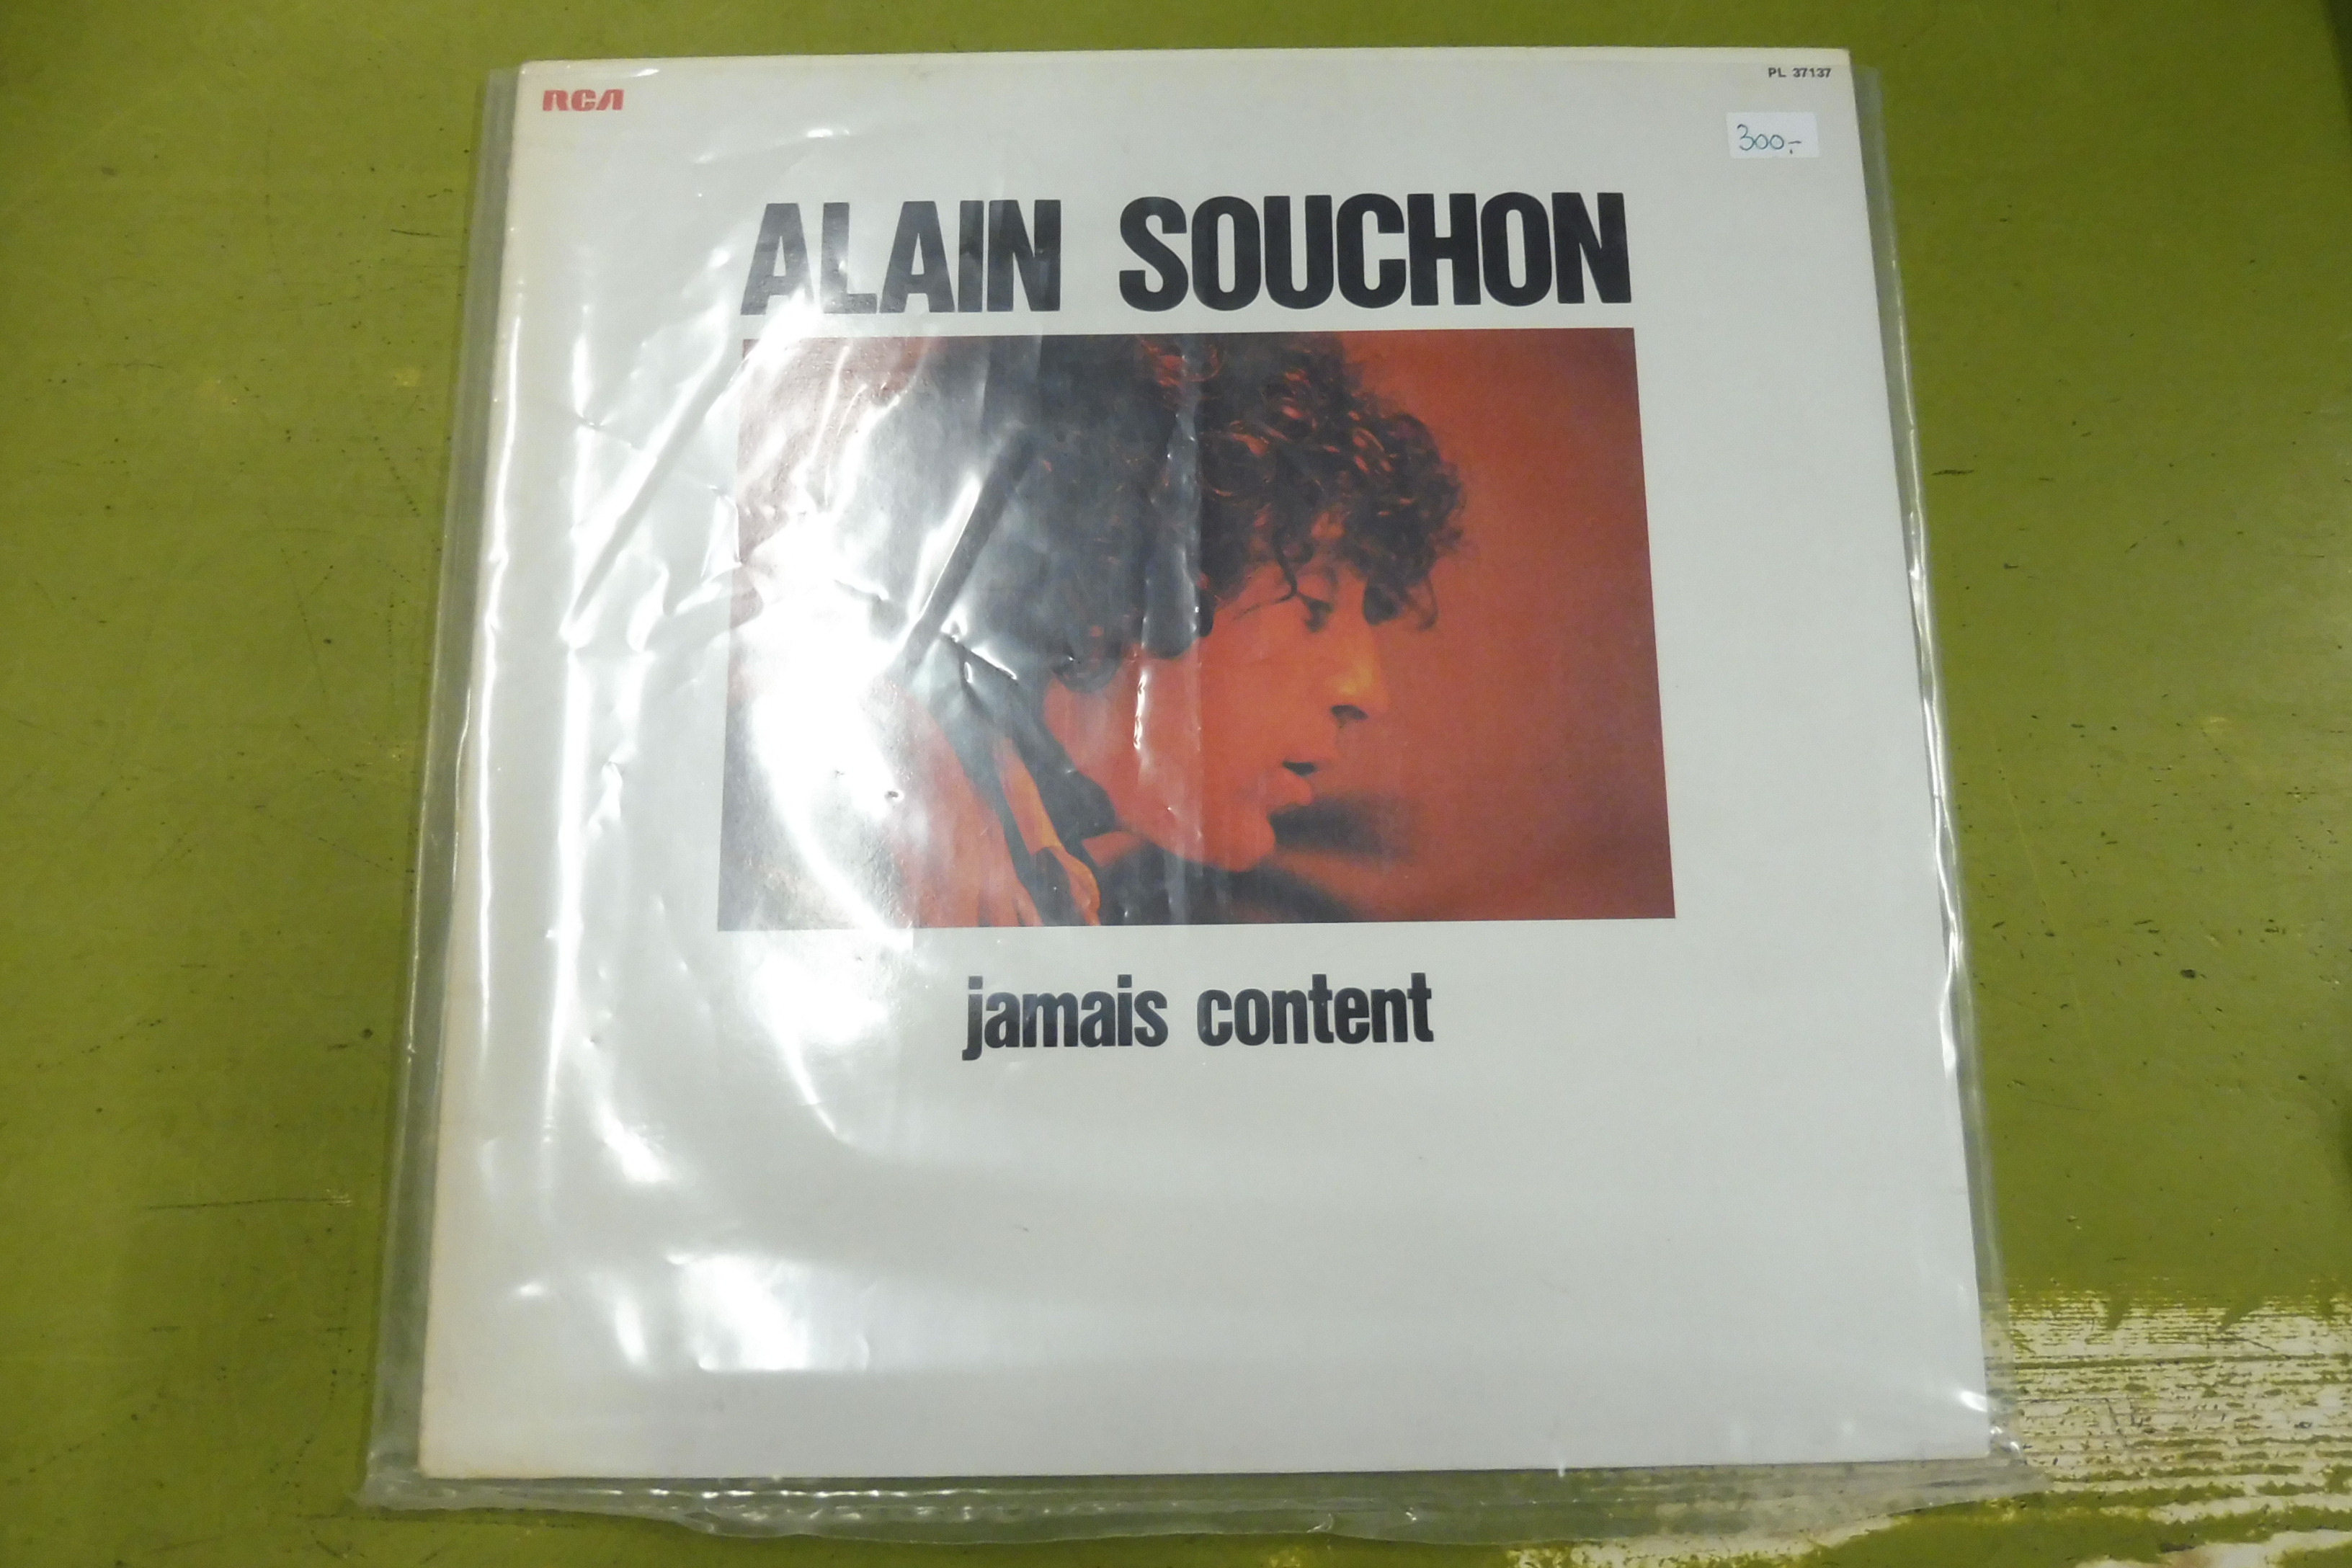 RCA
PL 37137
300,-
ALAIN SOUCHON
jamais content